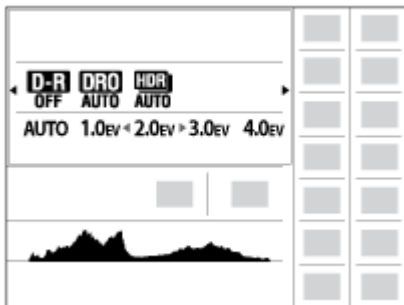 D-R DRO HDR
OFF AUTO AUTO
AUTO 1.0EV 2.0EV 3.0EV 4.0EV